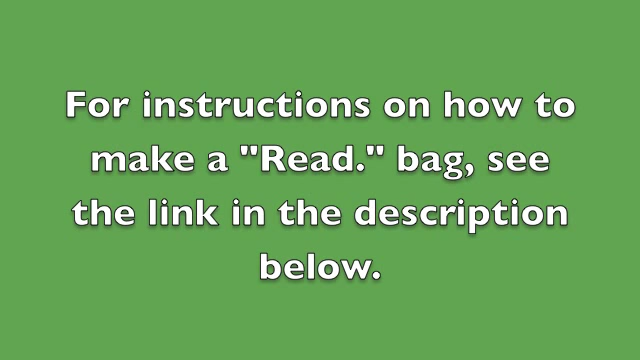 For instructions on how to
make a "Read." bag, see
the link in the description
below.